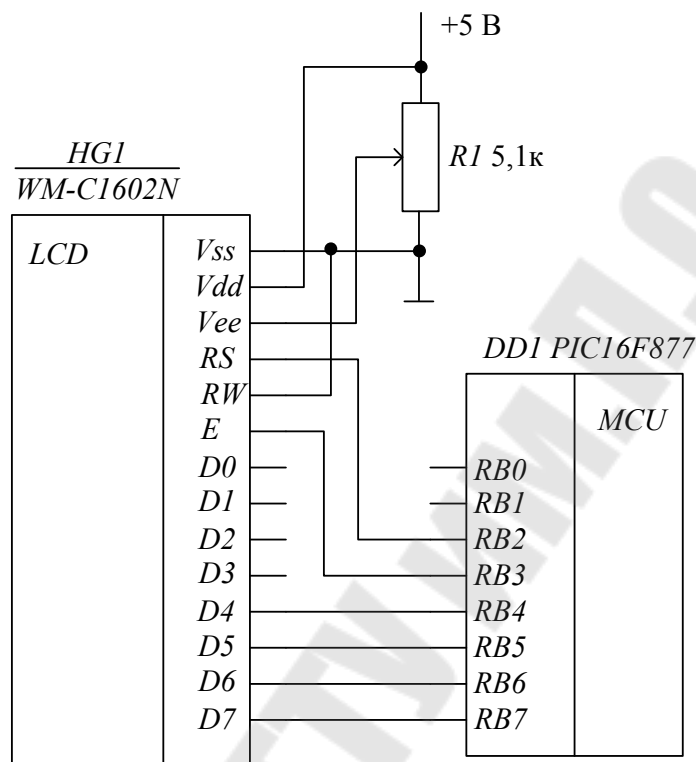 +5 В
R1 5,1к
HG1
WM-C1602N
LCD
Vss
Vdd
Vee
RS
RW
E
D0
D1
D2
D3
D4
D5
D6
D7
DD1 PIC16F877
MCU
RB0
RB1
RB2
RB3
RB4
RB5
RB6
RB7